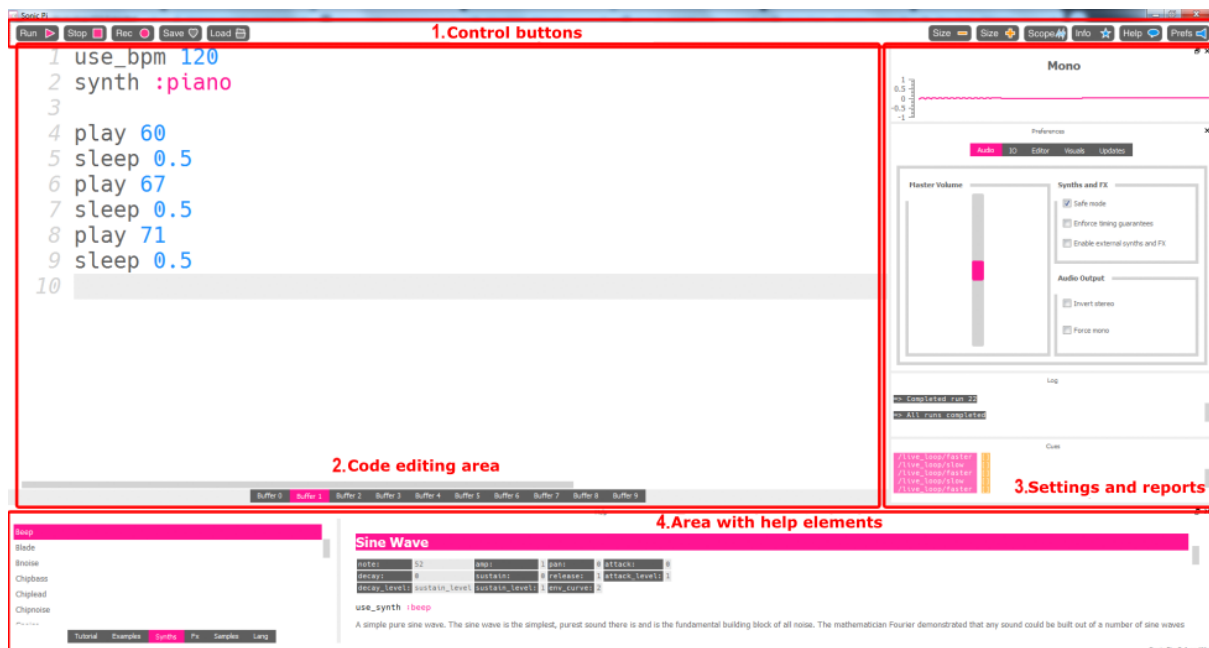 Sonic Pi
1.Control buttons
Run Stop Rec Save Load Size Size Scope Info Help Prefs
1 use_bpm 120
2 synth :piano
3
4 play 60
5 sleep 0.5
6 play 67
7 sleep 0.5
8 play 71
9 sleep 0.5
10
2.Code editing area
Buffer 0 Buffer 1 Buffer 2 Buffer 3 Buffer 4 Buffer 5 Buffer 6 Buffer 7 Buffer 8 Buffer 9
Mono
1
0.5
0
-0.5
-1
Preferences
Audio IO Editor Visuals Updates
Master Volume
Synths and FX
Safe mode
Enforce timing guarantees
Enable external synths and FX
Audio Output
Invert stereo
Force mono
Log
=> Completed run 22
=> All runs completed
Cues
/live_loop/faster
/live_loop/slow
/live_loop/faster
/live_loop/slow
/live_loop/faster
3.Settings and reports
4.Area with help elements
Beep
Blade
Bnoise
Chipbass
Chiplead
Chipnoise
Tutorial Examples Synths Fx Samples Lang
Sine Wave
note: 52 amp: 1 pan: 0 attack: 0
decay: 0 sustain: 0 release: 1 attack_level: 1
decay_level: sustain_level sustain_level: 1 env_curve: 2
use_synth :beep
A simple pure sine wave. The sine wave is the simplest, purest sound there is and is the fundamental building block of all noise. The mathematician Fourier demonstrated that any sound could be built out of a number of sine waves